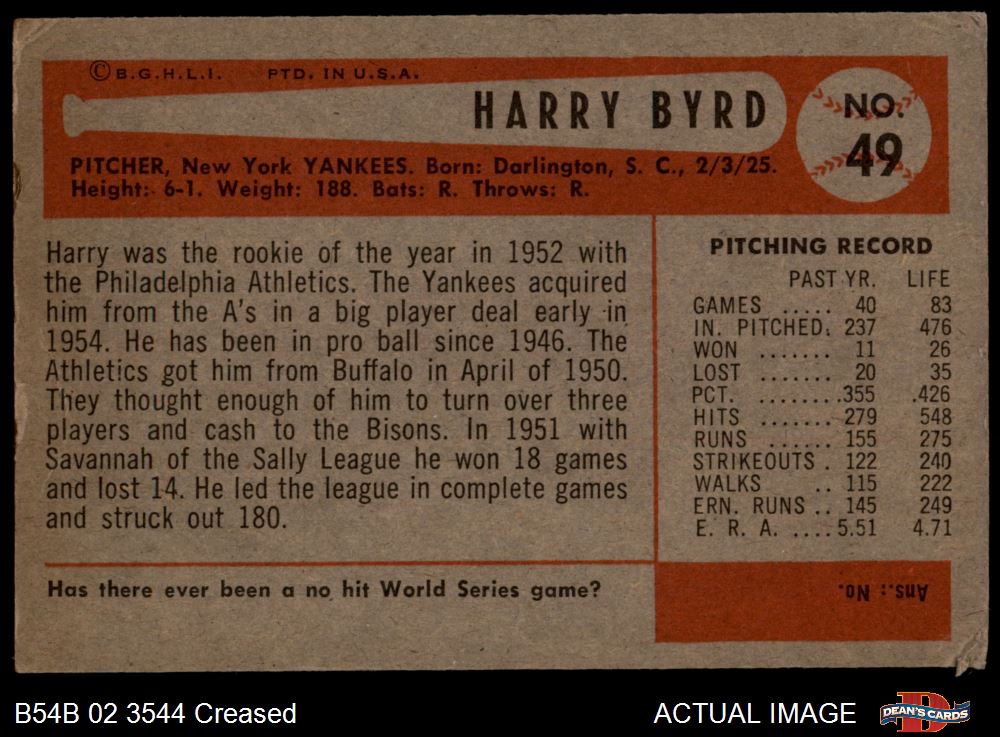 ©B.G.H.L.I. PTD. IN U.S.A.
HARRY BYRD
NO.
49
PITCHER, New York YANKEES. Born: Darlington, S. C., 2/3/25.
Height: 6-1. Weight: 188. Bats: R. Throws: R.
Harry was the rookie of the year in 1952 with
the Philadelphia Athletics. The Yankees acquired
him from the A's in a big player deal early in
1954. He has been in pro ball since 1946. The
Athletics got him from Buffalo in April of 1950.
They thought enough of him to turn over three
players and cash to the Bisons. In 1951 with
Savannah of the Sally League he won 18 games
and lost 14. He led the league in complete games
and struck out 180.
PITCHING RECORD
PAST YR. LIFE
GAMES ..... 40 83
IN. PITCHED. 237 476
WON ....... 11 26
LOST ....... 20 35
PCT. ........355 .426
HITS ....... 279 548
RUNS ...... 155 275
STRIKEOUTS . 122 240
WALKS .. 115 222
ERN. RUNS .. 145 249
E. R. A. .... 5.51 4.71
Has there ever been a no hit World Series game?
Ans.: No.
B54B 02 3544 Creased
ACTUAL IMAGE
DEAN'S CARDS